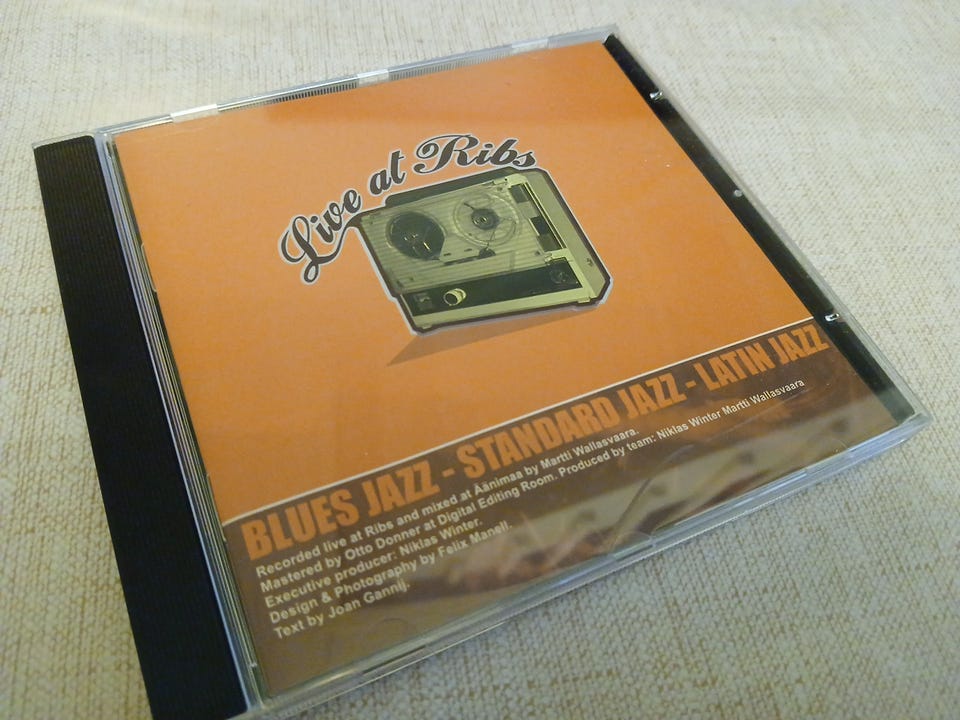 Live at Ribs
BLUES JAZZ - STANDARD JAZZ - LATIN JAZZ
Recorded live at Ribs and mixed at Äänimaa by Martti Wallasvaara.
Mastered by Otto Donner at Digital Editing Room. Produced by team: Niklas Winter Martti Wallasvaara
Executive producer: Niklas Winter.
Design & Photography by Felix Manell.
Text by Joan Gannij.